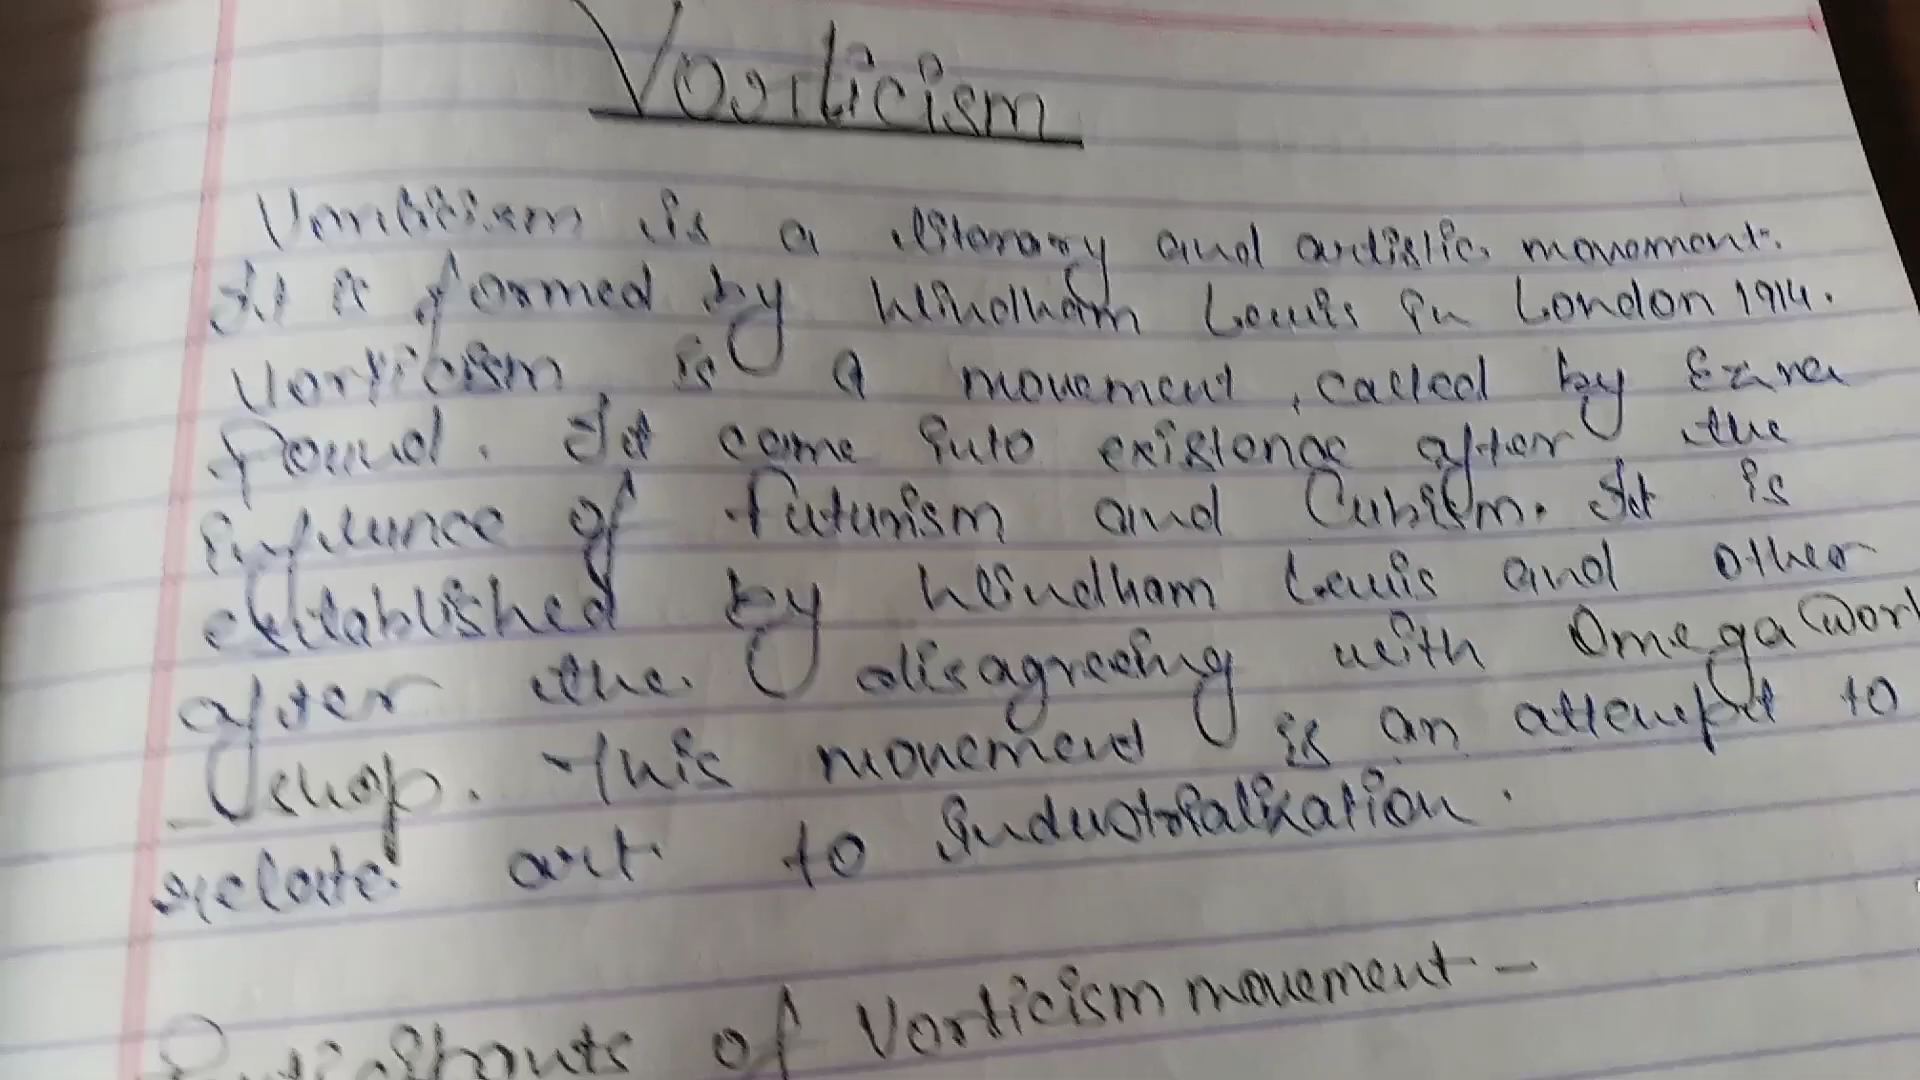 Vorticism
Vorticism is a literary and artistic movement.
It is formed by Windham Lewis in London 1914.
Vorticism is a movement, called by Ezra
Pound. It came into existence after the
influnce of Futurism and Cubism. It is
established by Windham Lewis and other
after the disagreeing with Omega Work
shop. This movement is an attempt to
relate art to industrialization.
of Vorticism movement -